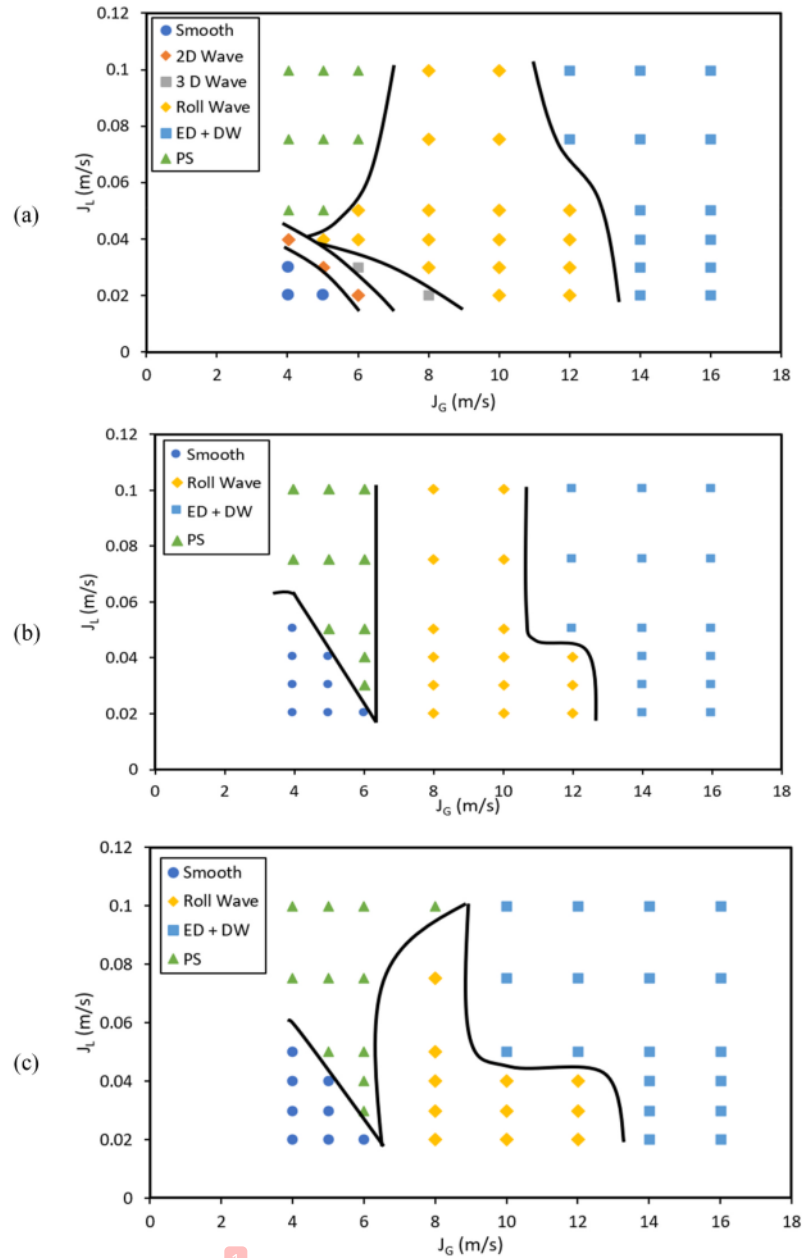 0.12
0.1
0.08
0.06
0.04
0.02
0
J_L (m/s)
Smooth
2D Wave
3 D Wave
Roll Wave
ED + DW
PS
(a)
0 2 4 6 8 10 12 14 16 18
J_G (m/s)
0.12
0.1
0.08
0.06
0.04
0.02
0
J_L (m/s)
Smooth
Roll Wave
ED + DW
PS
(b)
0 2 4 6 8 10 12 14 16 18
J_G (m/s)
0.12
0.1
0.08
0.06
0.04
0.02
0
J_L (m/s)
Smooth
Roll Wave
ED + DW
PS
(c)
0 2 4 6 8 10 12 14 16 18
J_G (m/s)